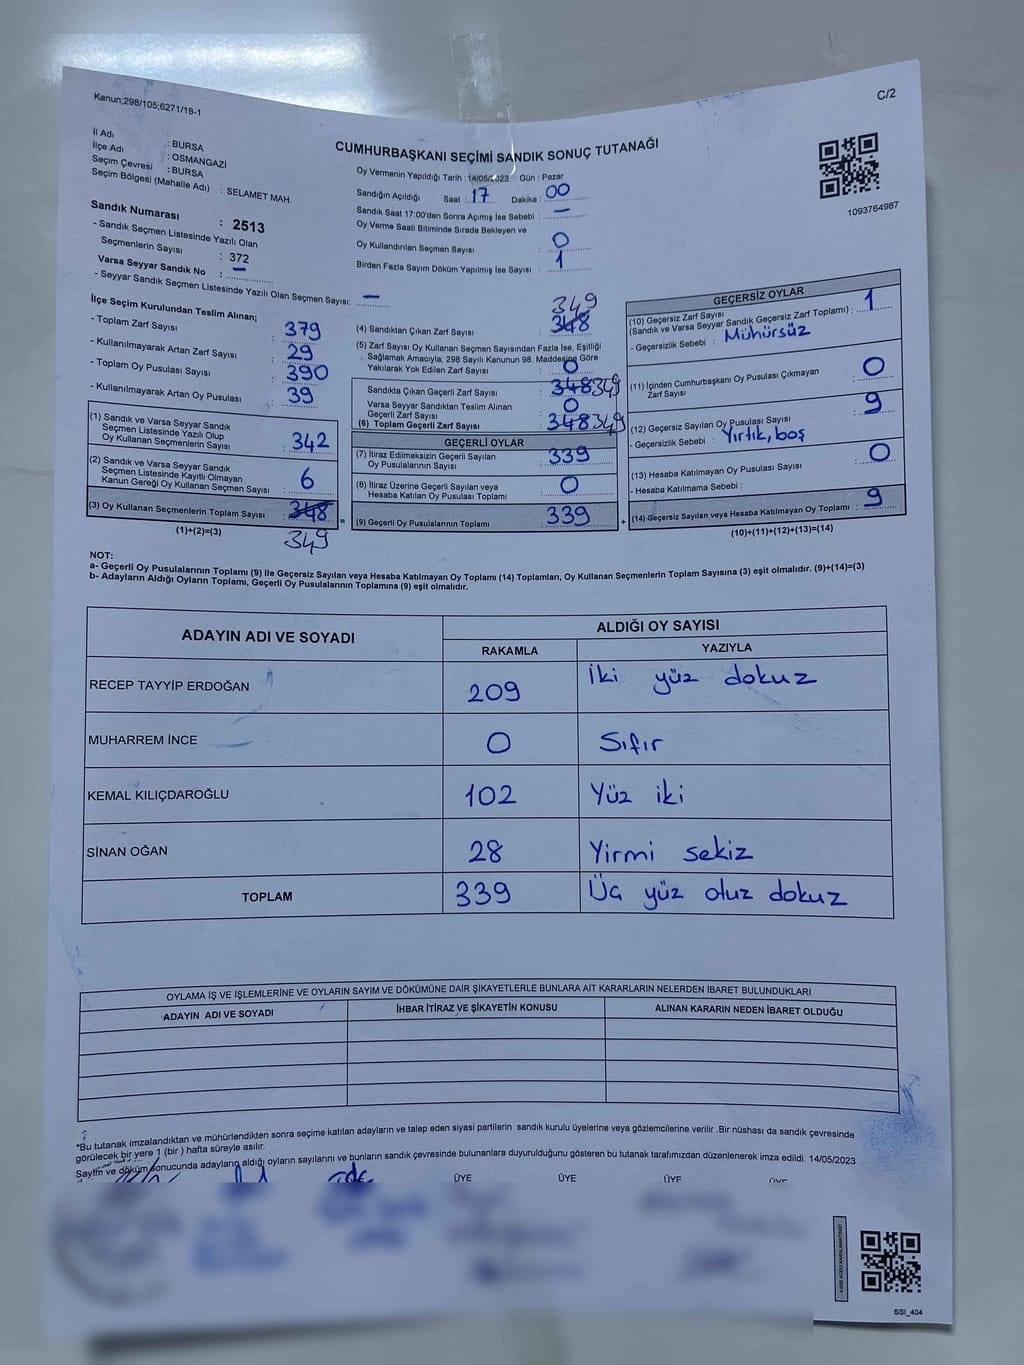 Kanun;298/105;6271/18-1
C/2
İl Adı : BURSA
İlçe Adı : OSMANGAZİ
Seçim Çevresi : BURSA
Seçim Bölgesi (Mahalle Adı) : SELAMET MAH.
Sandık Numarası : 2513
- Sandık Seçmen Listesinde Yazılı Olan
Seçmenlerin Sayısı : 372
Varsa Seyyar Sandık No : —
- Seyyar Sandık Seçmen Listesinde Yazılı Olan Seçmen Sayısı: —
CUMHURBAŞKANI SEÇİMİ SANDIK SONUÇ TUTANAĞI
Oy Vermenin Yapıldığı Tarih : 14/05/2023 Gün : Pazar
Sandığın Açıldığı Saat : 17 Dakika : 00
Sandık Saat 17:00'den Sonra Açımış İse Sebebi : —
Oy Verme Saati Bitiminde Sırada Bekleyen ve
Oy Kullandırılan Seçmen Sayısı : 0
Birden Fazla Sayım Döküm Yapılmış İse Sayısı : 1
1093764987
İlçe Seçim Kurulundan Teslim Alınan;
- Toplam Zarf Sayısı : 379
- Kullanılmayarak Artan Zarf Sayısı : 29
- Toplam Oy Pusulası Sayısı : 390
- Kullanılmayarak Artan Oy Pusulası : 39
(1) Sandık ve Varsa Seyyar Sandık
Seçmen Listesinde Yazılı Olup
Oy Kullanan Seçmenlerin Sayısı : 342
(2) Sandık ve Varsa Seyyar Sandık
Seçmen Listesinde Kayıtlı Olmayan
Kanun Gereği Oy Kullanan Seçmen Sayısı : 6
(3) Oy Kullanan Seçmenlerin Toplam Sayısı : 348
349
(1)+(2)=(3)
349
(4) Sandıktan Çıkan Zarf Sayısı : 348
(5) Zarf Sayısı Oy Kullanan Seçmen Sayısından Fazla İse, Eşitliği
Sağlamak Amacıyla; 298 Sayılı Kanunun 98. Maddesine Göre
Yakılarak Yok Edilen Zarf Sayısı : 0
Sandıkta Çıkan Geçerli Zarf Sayısı : 348 349
Varsa Seyyar Sandıktan Teslim Alınan
Geçerli Zarf Sayısı : 0
(6) Toplam Geçerli Zarf Sayısı : 348 349
=
GEÇERLİ OYLAR
(7) İtiraz Edilmeksizin Geçerli Sayılan
Oy Pusulalarının Sayısı : 339
(8) İtiraz Üzerine Geçerli Sayılan veya
Hesaba Katılan Oy Pusulası Toplamı : 0
(9) Geçerli Oy Pusulalarının Toplamı : 339
+
GEÇERSİZ OYLAR
(10) Geçersiz Zarf Sayısı
(Sandık ve Varsa Seyyar Sandık Geçersiz Zarf Toplamı) : 1
- Geçersizlik Sebebi : Mühürsüz
(11) İçinden Cumhurbaşkanı Oy Pusulası Çıkmayan
Zarf Sayısı : 0
(12) Geçersiz Sayılan Oy Pusulası Sayısı : 9
- Geçersizlik Sebebi : Yırtık, boş
(13) Hesaba Katılmayan Oy Pusulası Sayısı : 0
- Hesaba Katılmama Sebebi :
(14) Geçersiz Sayılan veya Hesaba Katılmayan Oy Toplamı : 9
(10)+(11)+(12)+(13)=(14)
NOT:
a- Geçerli Oy Pusulalarının Toplamı (9) ile Geçersiz Sayılan veya Hesaba Katılmayan Oy Toplamı (14) Toplamları, Oy Kullanan Seçmenlerin Toplam Sayısına (3) eşit olmalıdır. (9)+(14)=(3)
b- Adayların Aldığı Oyların Toplamı, Geçerli Oy Pusulalarının Toplamına (9) eşit olmalıdır.
ADAYIN ADI VE SOYADI
ALDIĞI OY SAYISI
RAKAMLA YAZIYLA
RECEP TAYYİP ERDOĞAN 209 İki yüz dokuz
MUHARREM İNCE 0 Sıfır
KEMAL KILIÇDAROĞLU 102 Yüz iki
SİNAN OĞAN 28 Yirmi sekiz
TOPLAM 339 Üç yüz otuz dokuz
OYLAMA İŞ VE İŞLEMLERİNE VE OYLARIN SAYIM VE DÖKÜMÜNE DAİR ŞİKAYETLERLE BUNLARA AİT KARARLARIN NELERDEN İBARET BULUNDUKLARI
ADAYIN ADI VE SOYADI İHBAR İTİRAZ VE ŞİKAYETİN KONUSU ALINAN KARARIN NEDEN İBARET OLDUĞU
*Bu tutanak imzalandıktan ve mühürlendikten sonra seçime katılan adayların ve talep eden siyasi partilerin sandık kurulu üyelerine veya gözlemcilerine verilir .Bir nüshası da sandık çevresinde
görülecek bir yere 1 (bir ) hafta süreyle asılır.
Sayım ve döküm sonucunda adayların aldığı oyların sayılarını ve bunların sandık çevresinde bulunanlara duyurulduğunu gösteren bu tutanak tarafımızdan düzenlenerek imza edildi. 14/05/2023
ÜYE ÜYE ÜYE ÜYE
SSI_404